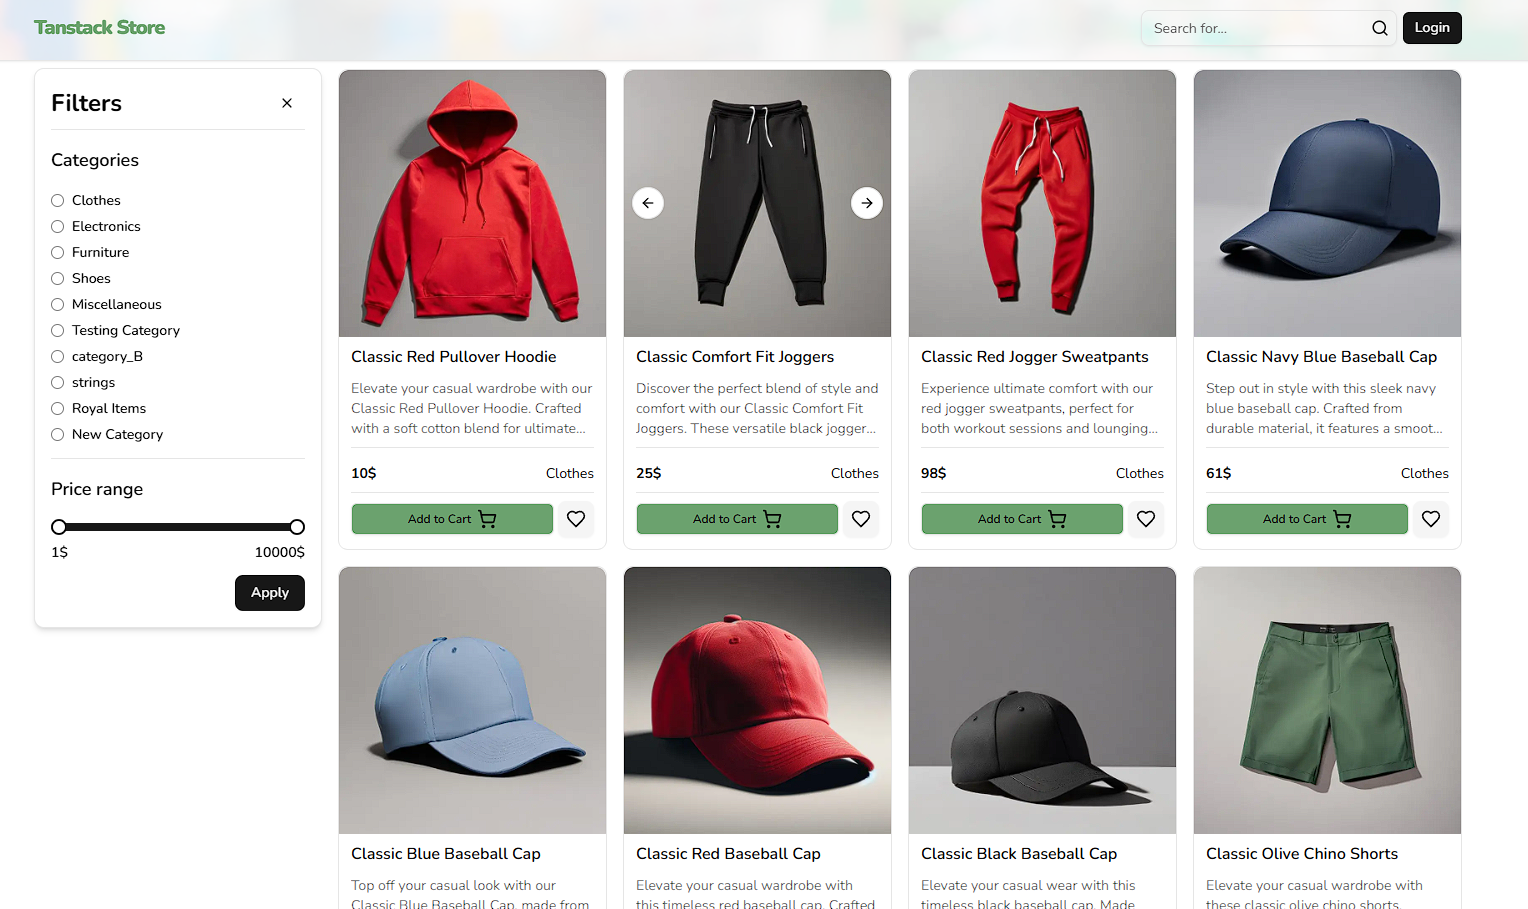 Tanstack Store
Search for...
Login
Filters
Categories
Clothes
Electronics
Furniture
Shoes
Miscellaneous
Testing Category
category_B
strings
Royal Items
New Category
Price range
1$ 10000$
Apply
Classic Red Pullover Hoodie
Elevate your casual wardrobe with our
Classic Red Pullover Hoodie. Crafted
with a soft cotton blend for ultimate...
10$ Clothes
Add to Cart
Classic Comfort Fit Joggers
Discover the perfect blend of style and
comfort with our Classic Comfort Fit
Joggers. These versatile black jogger...
25$ Clothes
Add to Cart
Classic Red Jogger Sweatpants
Experience ultimate comfort with our
red jogger sweatpants, perfect for
both workout sessions and lounging...
98$ Clothes
Add to Cart
Classic Navy Blue Baseball Cap
Step out in style with this sleek navy
blue baseball cap. Crafted from
durable material, it features a smoot...
61$ Clothes
Add to Cart
Classic Blue Baseball Cap
Top off your casual look with our
Classic Blue Baseball Cap, made from
Classic Red Baseball Cap
Elevate your casual wardrobe with
this timeless red baseball cap. Crafted
Classic Black Baseball Cap
Elevate your casual wear with this
timeless black baseball cap. Made
Classic Olive Chino Shorts
Elevate your casual wardrobe with
these classic olive chino shorts.